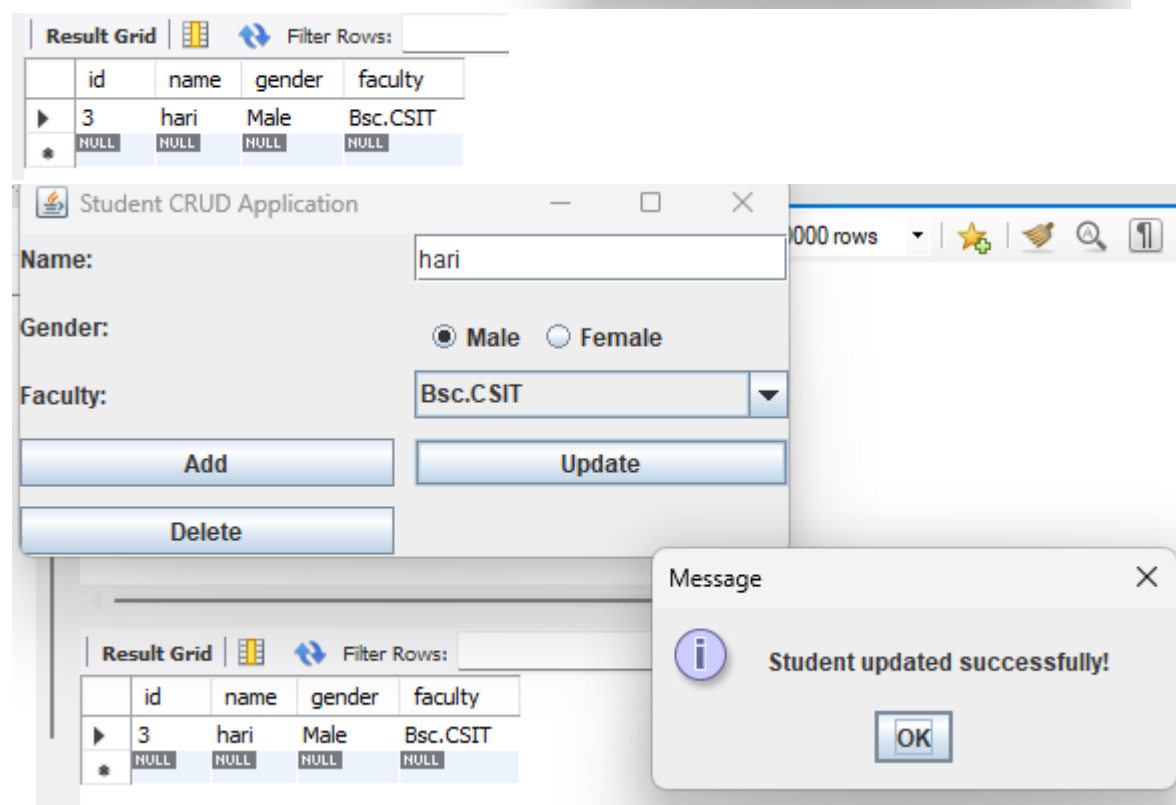 Result Grid Filter Rows:
id name gender faculty
3 hari Male Bsc.CSIT
NULL NULL NULL NULL
Student CRUD Application
Name: hari
000 rows
Gender: Male Female
Faculty: Bsc.CSIT
Add Update
Delete
Message
Student updated successfully!
OK
Result Grid Filter Rows:
id name gender faculty
3 hari Male Bsc.CSIT
NULL NULL NULL NULL